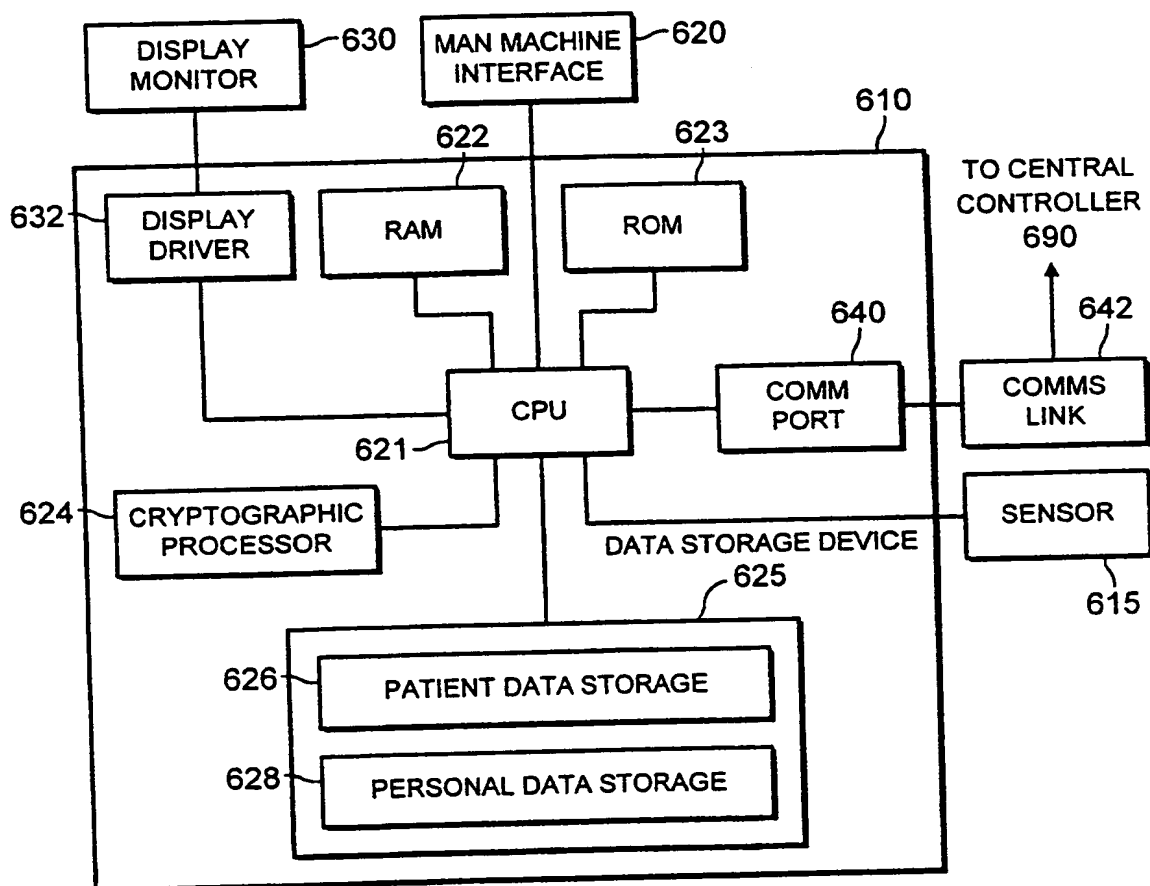 DISPLAY
MONITOR
630
MAN MACHINE
INTERFACE
620
610
622
623
TO CENTRAL
CONTROLLER
690
632
DISPLAY
DRIVER
RAM
ROM
640
642
CPU
621
COMM
PORT
COMMS
LINK
624
CRYPTOGRAPHIC
PROCESSOR
SENSOR
615
DATA STORAGE DEVICE
625
626
PATIENT DATA STORAGE
628
PERSONAL DATA STORAGE